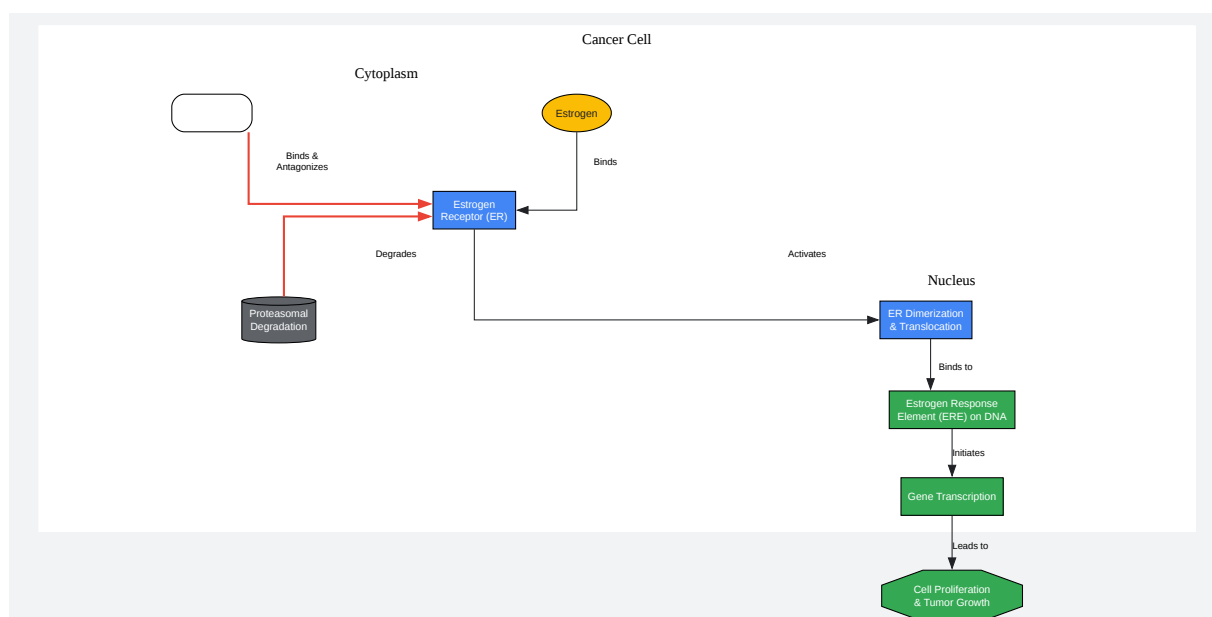 Cancer Cell
Cytoplasm
Estrogen
Binds &
Antagonizes
Binds
Estrogen
Receptor (ER)
Degrades
Activates
Nucleus
Proteasomal
Degradation
ER Dimerization
& Translocation
Binds to
Estrogen Response
Element (ERE) on DNA
Initiates
Gene Transcription
Leads to
Cell Proliferation
& Tumor Growth